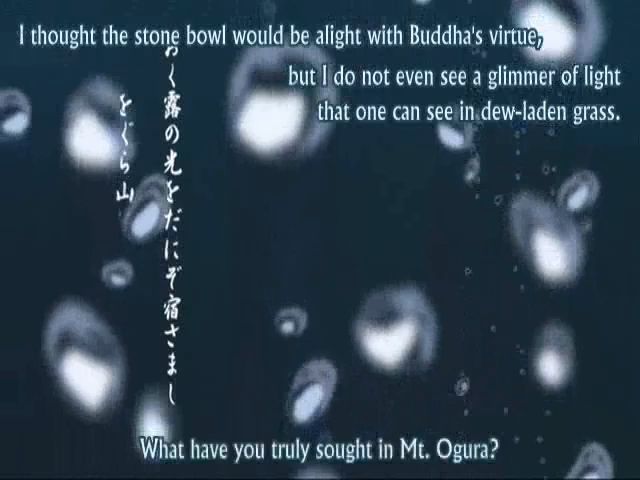 I thought the stone bowl would be alight with Buddha's virtue,
but I do not even see a glimmer of light
that one can see in dew-laden grass.
おく露の光をだにぞ宿さまし
をぐら山
What have you truly sought in Mt. Ogura?